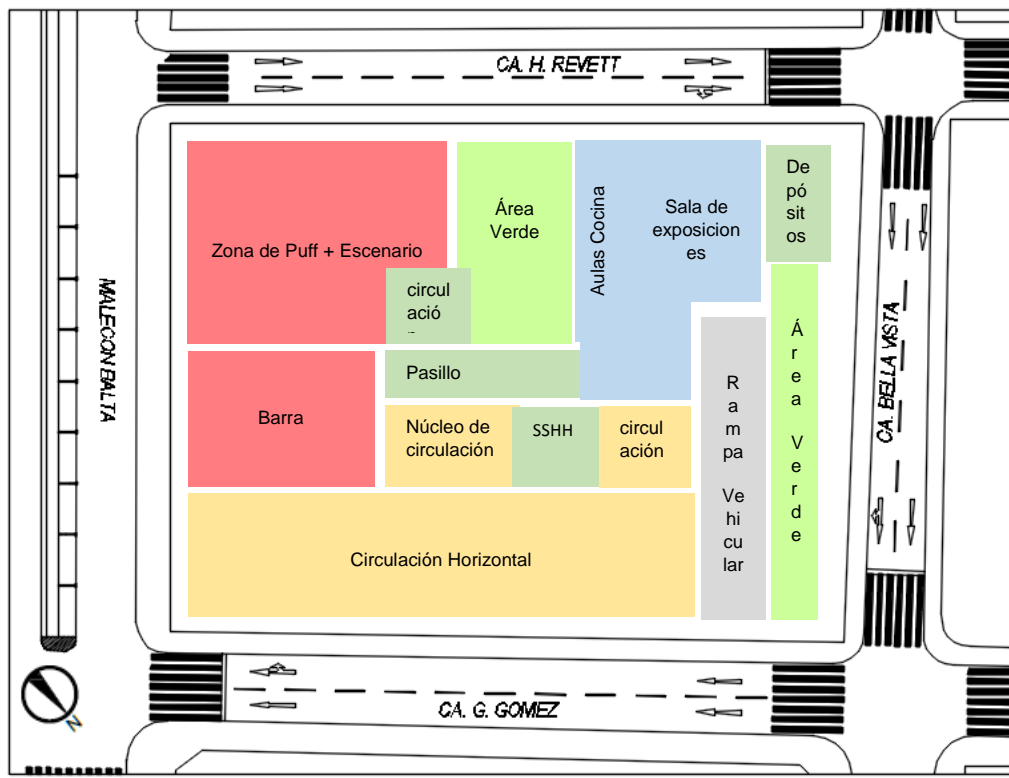 CA. H. REVETT
De
pó
sit
os
Área
Verde
Sala de
exposicion
es
Aulas Cocina
Zona de Puff + Escenario
circul
ación
MALECON BALTA
CA. BELLA VISTA
Á
r
e
a
V
e
r
d
e
Pasillo
R
a
m
pa
Ve
hi
cu
lar
Barra
Núcleo de
circulación
SSHH
circul
ación
Circulación Horizontal
CA. G. GOMEZ
N